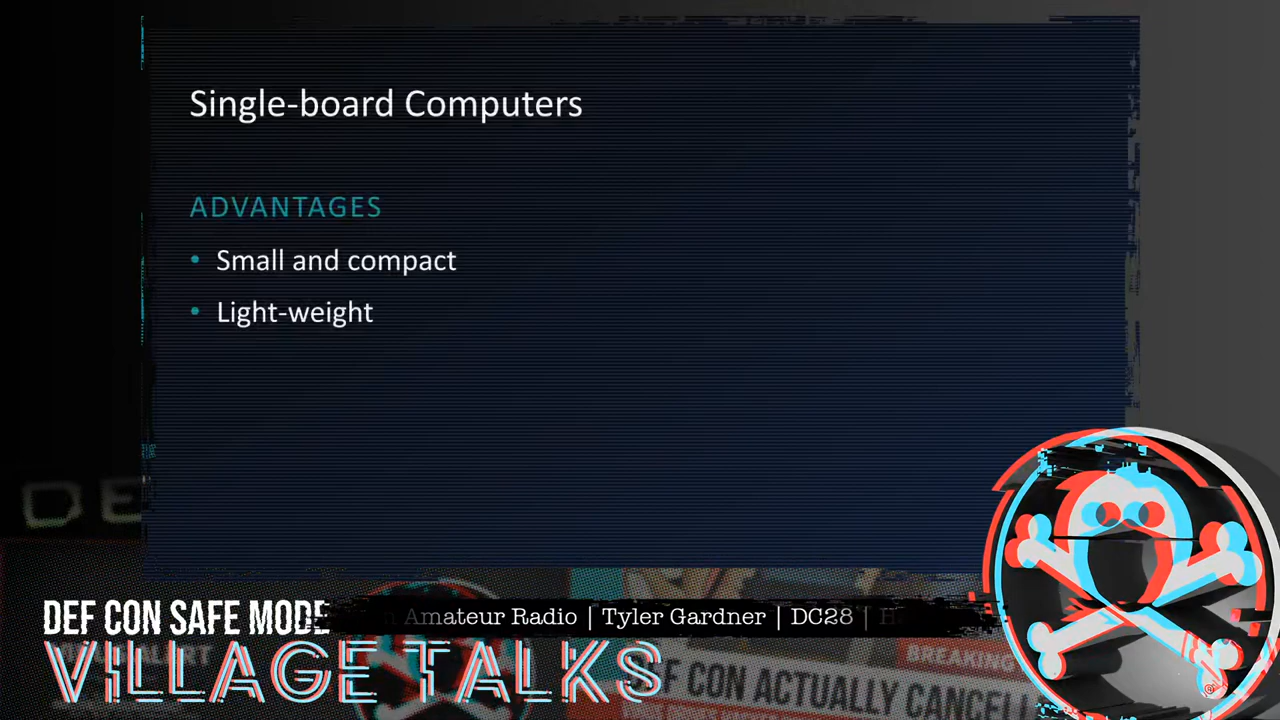 Single-board Computers
ADVANTAGES
• Small and compact
• Light-weight
DEF CON SAFE MODE
Amateur Radio | Tyler Gardner | DC28 |
VILLAGE TALKS
BREAKING
DEF CON ACTUALLY